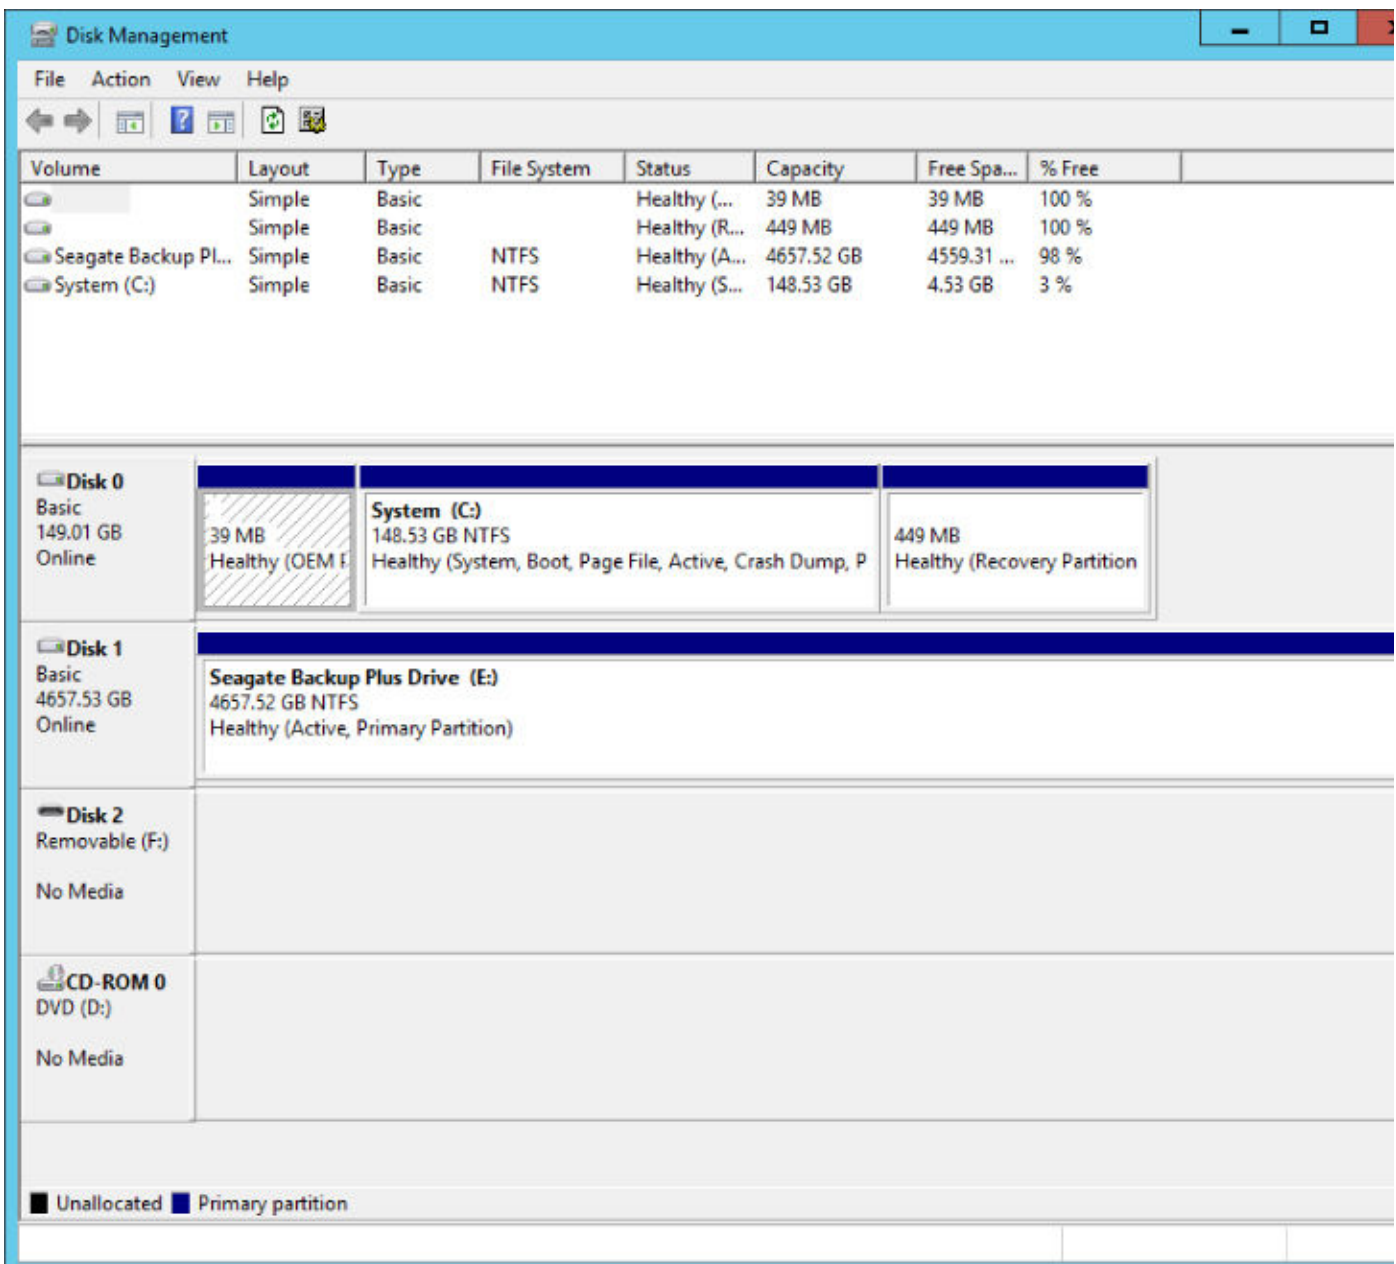 Disk Management
File Action View Help
Volume Layout Type File System Status Capacity Free Spa... % Free
Simple Basic Healthy (... 39 MB 39 MB 100 %
Simple Basic Healthy (R... 449 MB 449 MB 100 %
Seagate Backup Pl... Simple Basic NTFS Healthy (A... 4657.52 GB 4559.31 ... 98 %
System (C:) Simple Basic NTFS Healthy (S... 148.53 GB 4.53 GB 3 %
Disk 0
Basic
149.01 GB
Online
39 MB
Healthy (OEM
System (C:)
148.53 GB NTFS
Healthy (System, Boot, Page File, Active, Crash Dump, P
449 MB
Healthy (Recovery Partition
Disk 1
Basic
4657.53 GB
Online
Seagate Backup Plus Drive (E:)
4657.52 GB NTFS
Healthy (Active, Primary Partition)
Disk 2
Removable (F:)
No Media
CD-ROM 0
DVD (D:)
No Media
Unallocated Primary partition